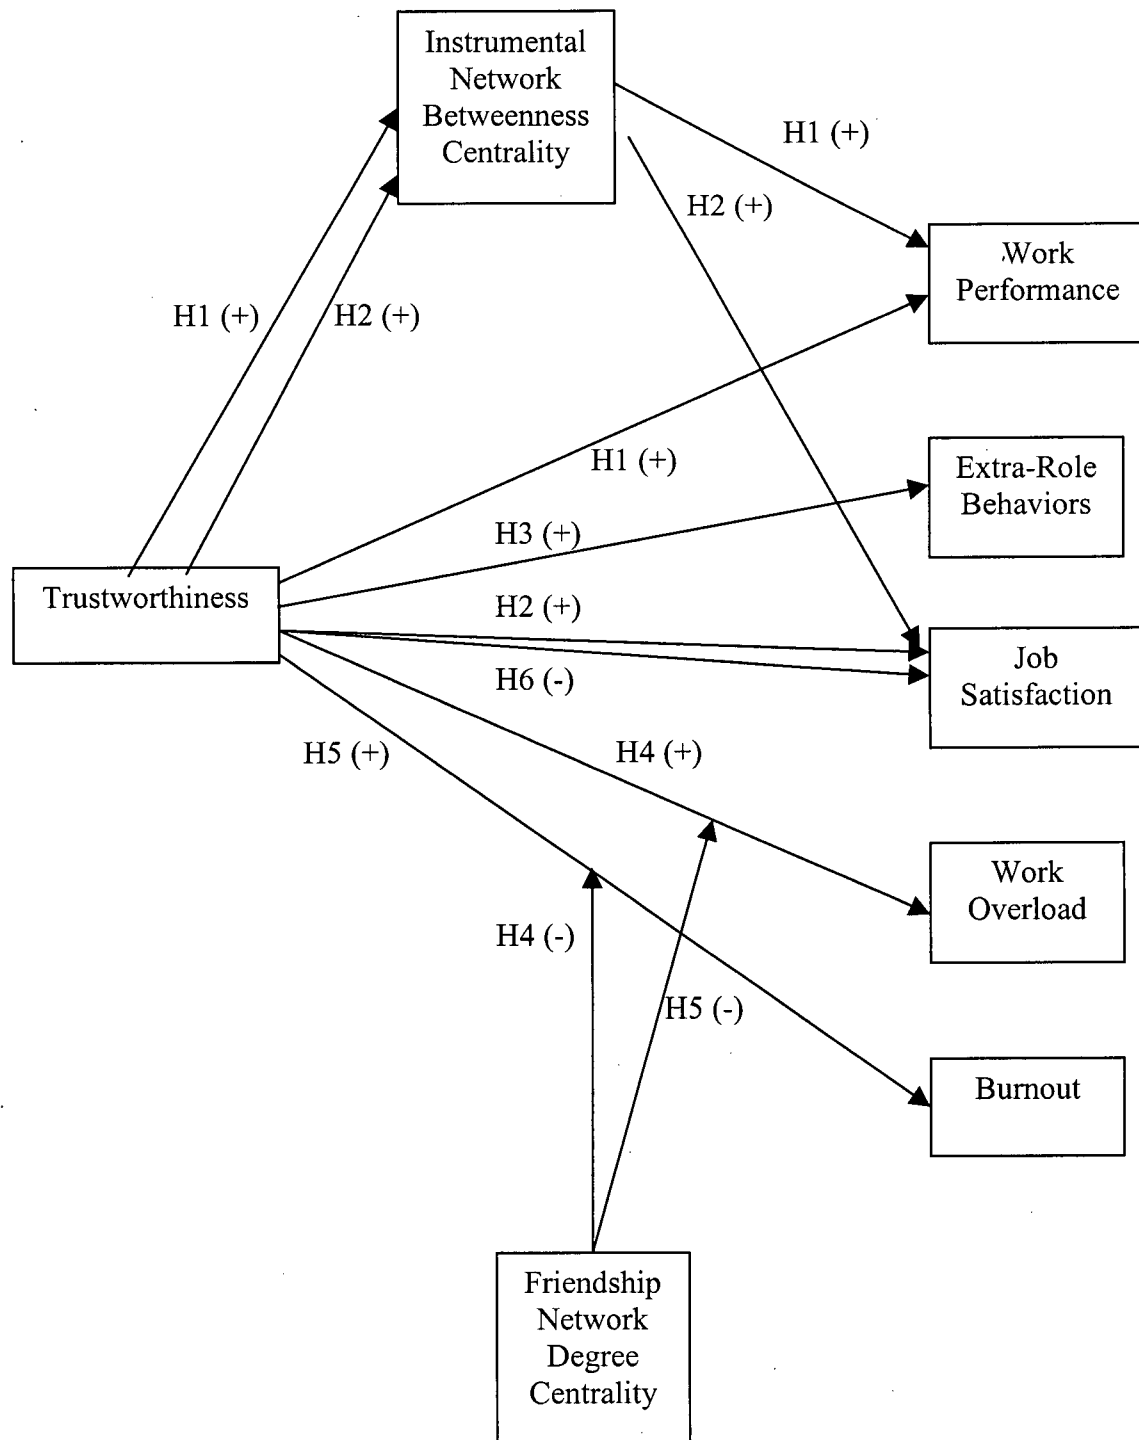 Instrumental
Network
Betweenness
Centrality
H1 (+)
H2 (+)
Work
Performance
H1 (+)
H2 (+)
H1 (+)
Extra-Role
Behaviors
H3 (+)
Trustworthiness
H2 (+)
H6 (-)
Job
Satisfaction
H5 (+)
H4 (+)
Work
Overload
H4 (-)
H5 (-)
Burnout
Friendship
Network
Degree
Centrality